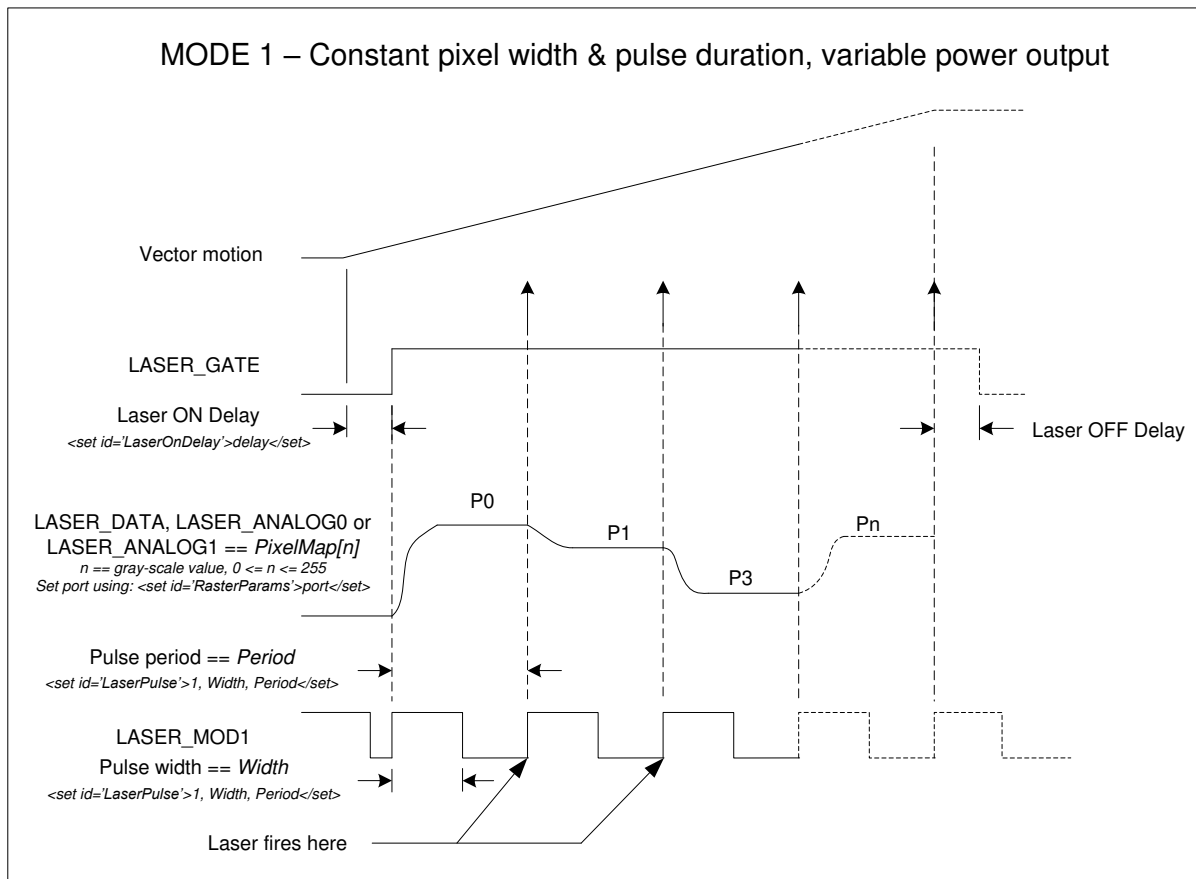 MODE 1 – Constant pixel width & pulse duration, variable power output
Vector motion
LASER_GATE
Laser ON Delay
<set id='LaserOnDelay'>delay</set>
Laser OFF Delay
P0
P1
P3
Pn
LASER_DATA, LASER_ANALOG0 or
LASER_ANALOG1 == PixelMap[n]
n == gray-scale value, 0 <= n <= 255
Set port using: <set id='RasterParams'>port</set>
Pulse period == Period
<set id='LaserPulse'>1, Width, Period</set>
LASER_MOD1
Pulse width == Width
<set id='LaserPulse'>1, Width, Period</set>
Laser fires here